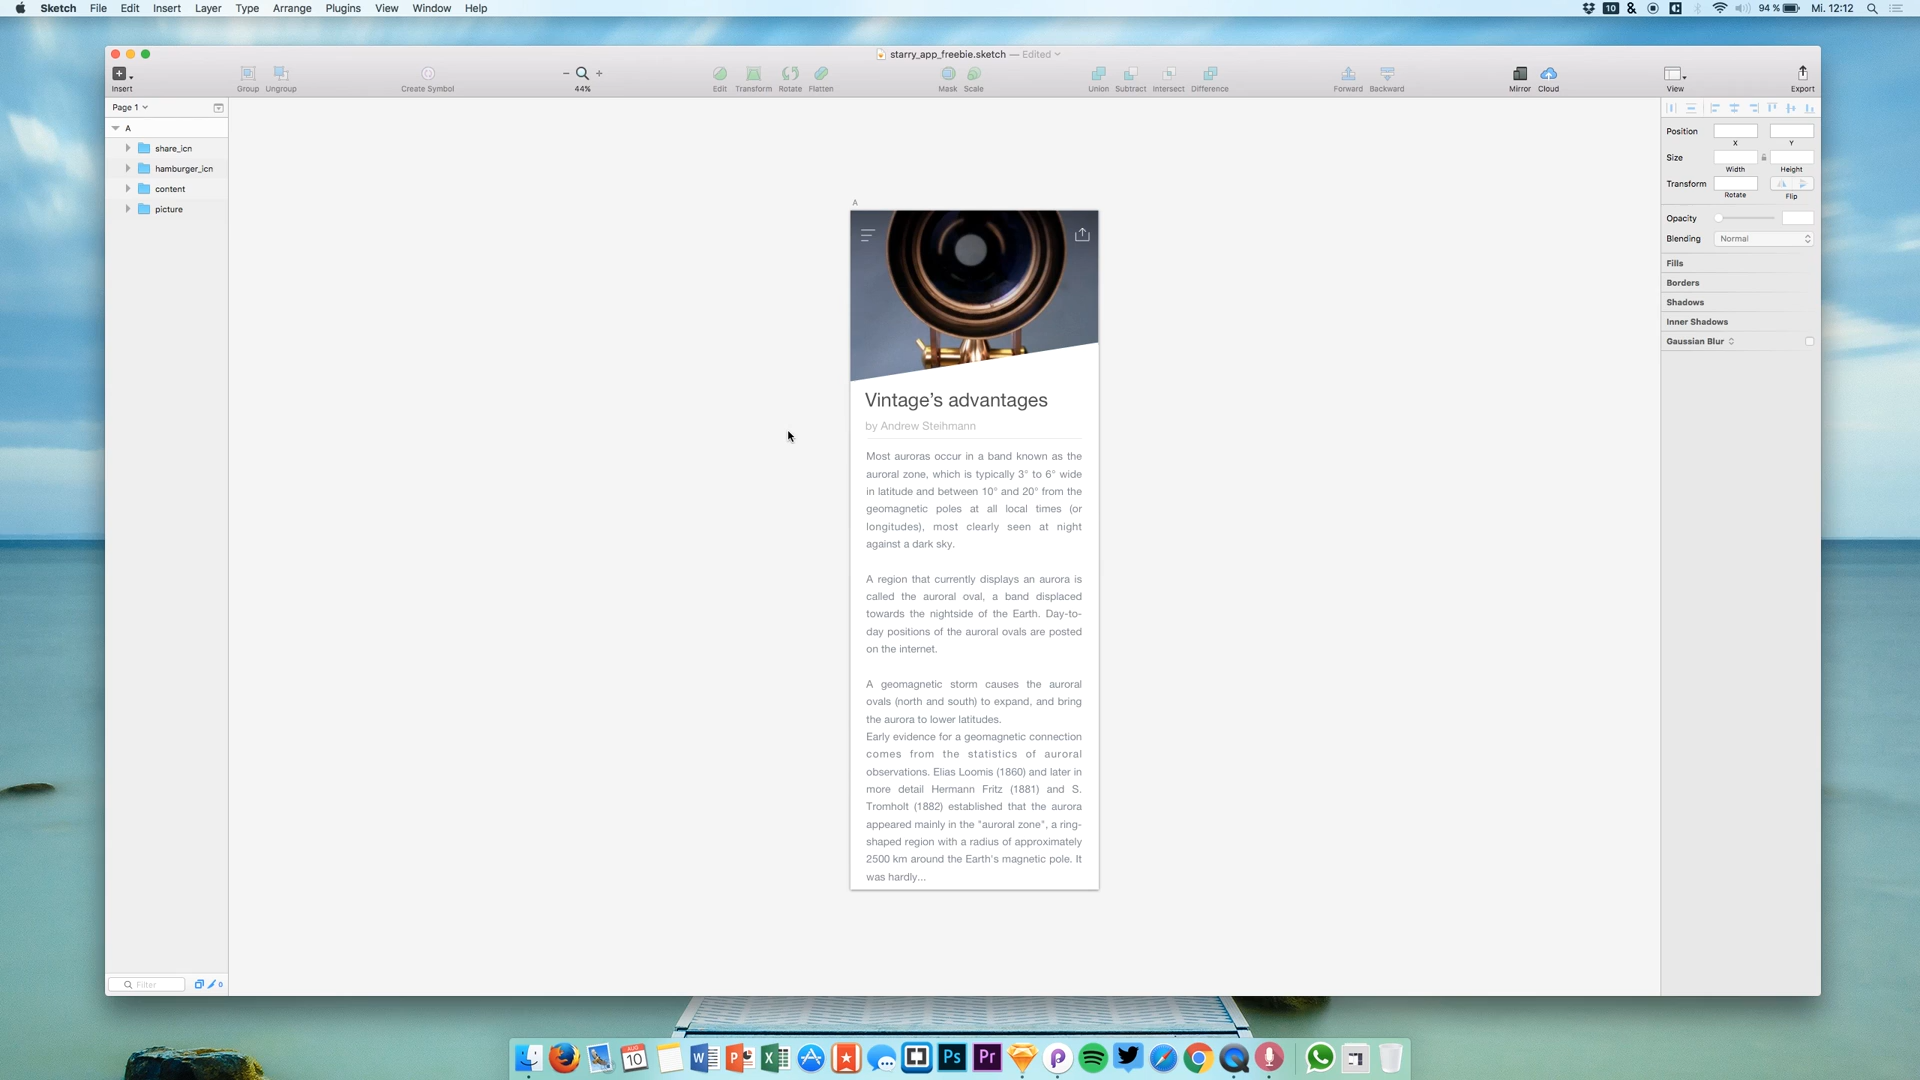 Sketch File Edit Insert Layer Type Arrange Plugins View Window Help
10 94 % Mi. 12:12
starry_app_freebie.sketch — Edited
Insert Group Ungroup Create Symbol 44% Edit Transform Rotate Flatten Mask Scale Union Subtract Intersect Difference Forward Backward Mirror Cloud View Export
Page 1
A
share_icn
hamburger_icn
content
picture
Filter
0
A
Vintage's advantages
by Andrew Steihmann
Most auroras occur in a band known as the
auroral zone, which is typically 3° to 6° wide
in latitude and between 10° and 20° from the
geomagnetic poles at all local times (or
longitudes), most clearly seen at night
against a dark sky.
A region that currently displays an aurora is
called the auroral oval, a band displaced
towards the nightside of the Earth. Day-to-
day positions of the auroral ovals are posted
on the internet.
A geomagnetic storm causes the auroral
ovals (north and south) to expand, and bring
the aurora to lower latitudes.
Early evidence for a geomagnetic connection
comes from the statistics of auroral
observations. Elias Loomis (1860) and later in
more detail Hermann Fritz (1881) and S.
Tromholt (1882) established that the aurora
appeared mainly in the "auroral zone", a ring-
shaped region with a radius of approximately
2500 km around the Earth's magnetic pole. It
was hardly...
Position
X Y
Size
Width Height
Transform
Rotate Flip
Opacity
Blending Normal
Fills
Borders
Shadows
Inner Shadows
Gaussian Blur
AUG
10
Ps
Pr